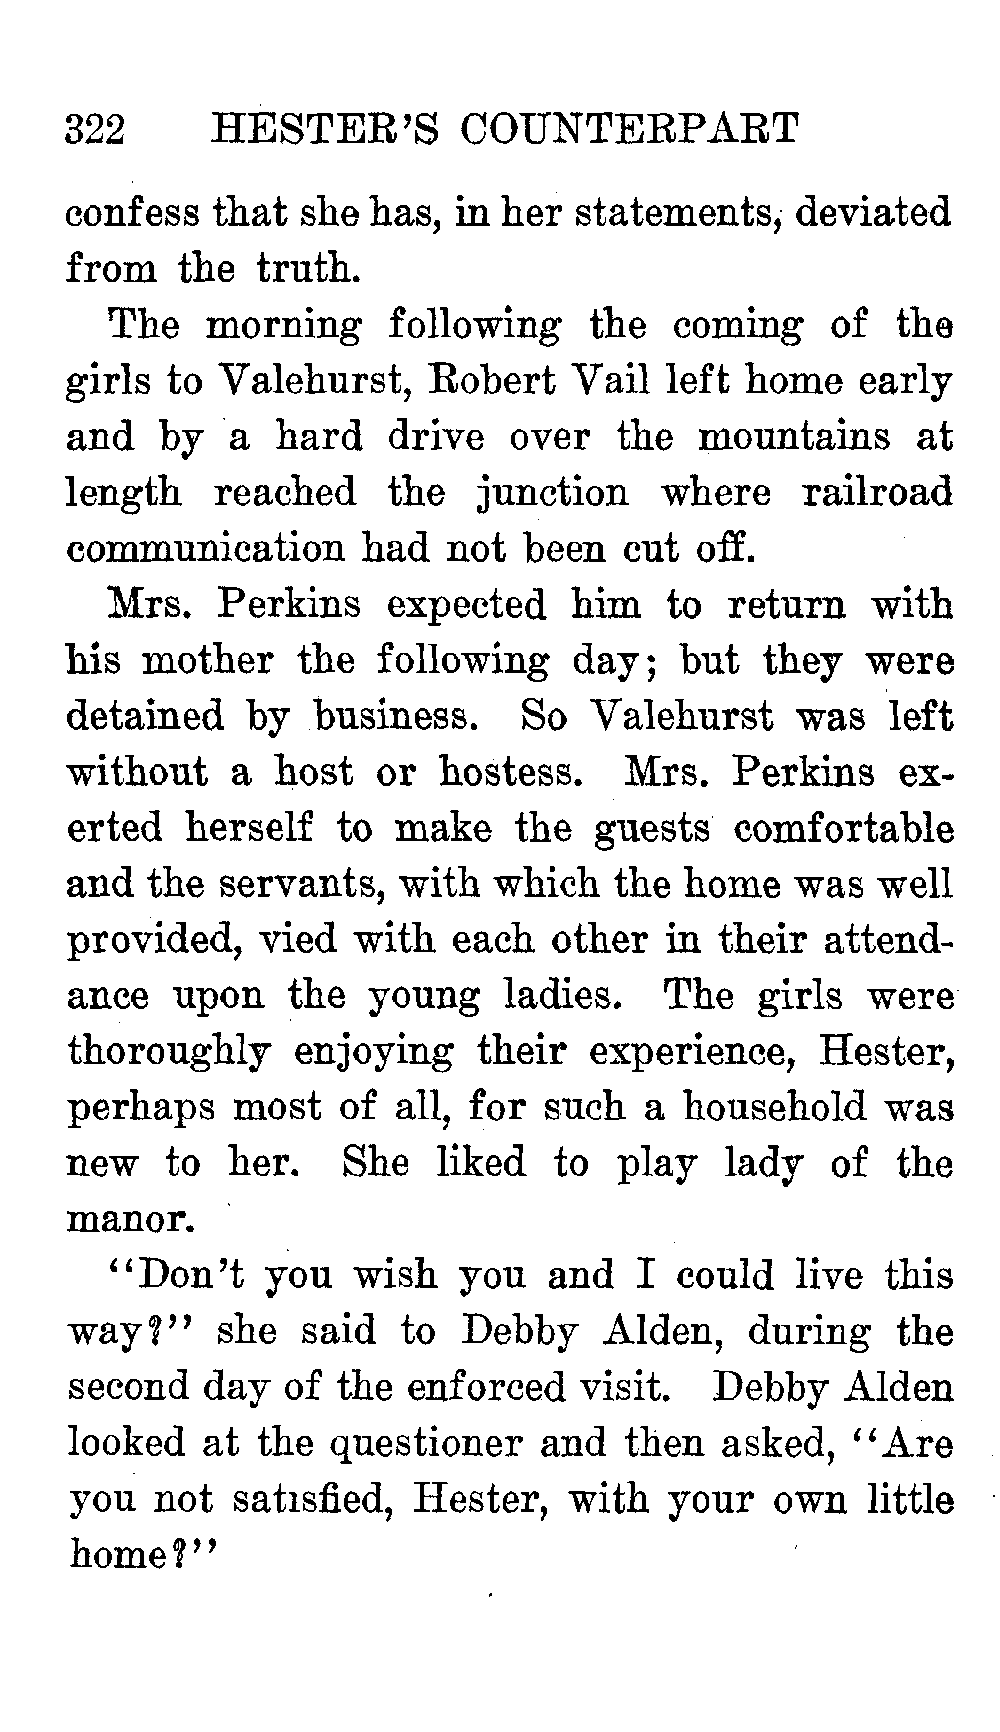 322 HESTER'S COUNTERPART
confess that she has, in her statements, deviated
from the truth.
The morning following the coming of the
girls to Valehurst, Robert Vail left home early
and by a hard drive over the mountains at
length reached the junction where railroad
communication had not been cut off.
Mrs. Perkins expected him to return with
his mother the following day; but they were
detained by business. So Valehurst was left
without a host or hostess. Mrs. Perkins ex-
erted herself to make the guests comfortable
and the servants, with which the home was well
provided, vied with each other in their attend-
ance upon the young ladies. The girls were
thoroughly enjoying their experience, Hester,
perhaps most of all, for such a household was
new to her. She liked to play lady of the
manor.
"Don't you wish you and I could live this
way?" she said to Debby Alden, during the
second day of the enforced visit. Debby Alden
looked at the questioner and then asked, "Are
you not satisfied, Hester, with your own little
home?"